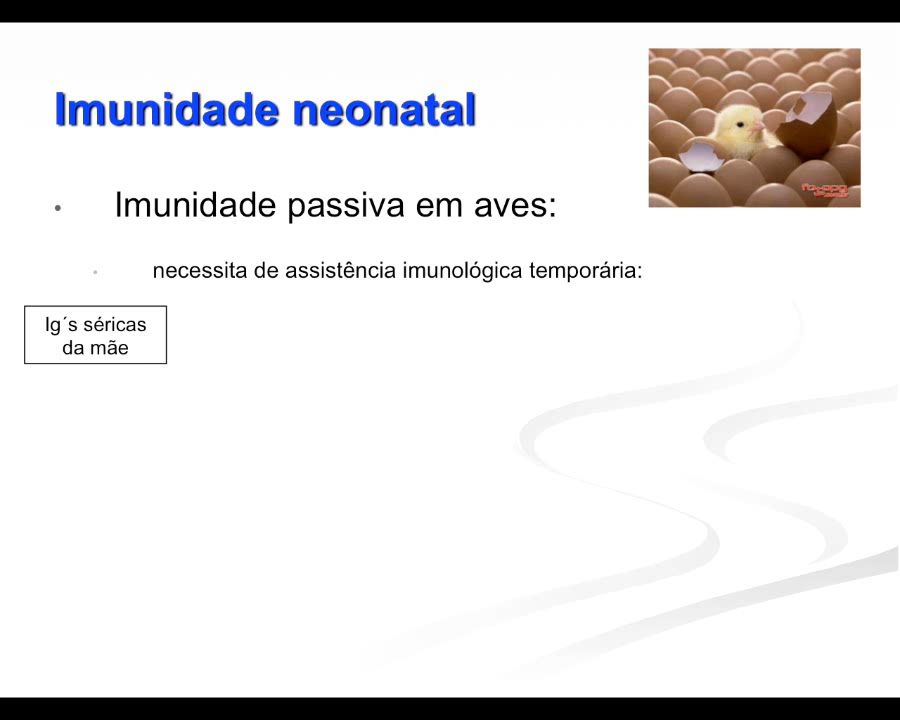 Imunidade neonatal
• Imunidade passiva em aves:
• necessita de assistência imunológica temporária:
Ig´s séricas
da mãe